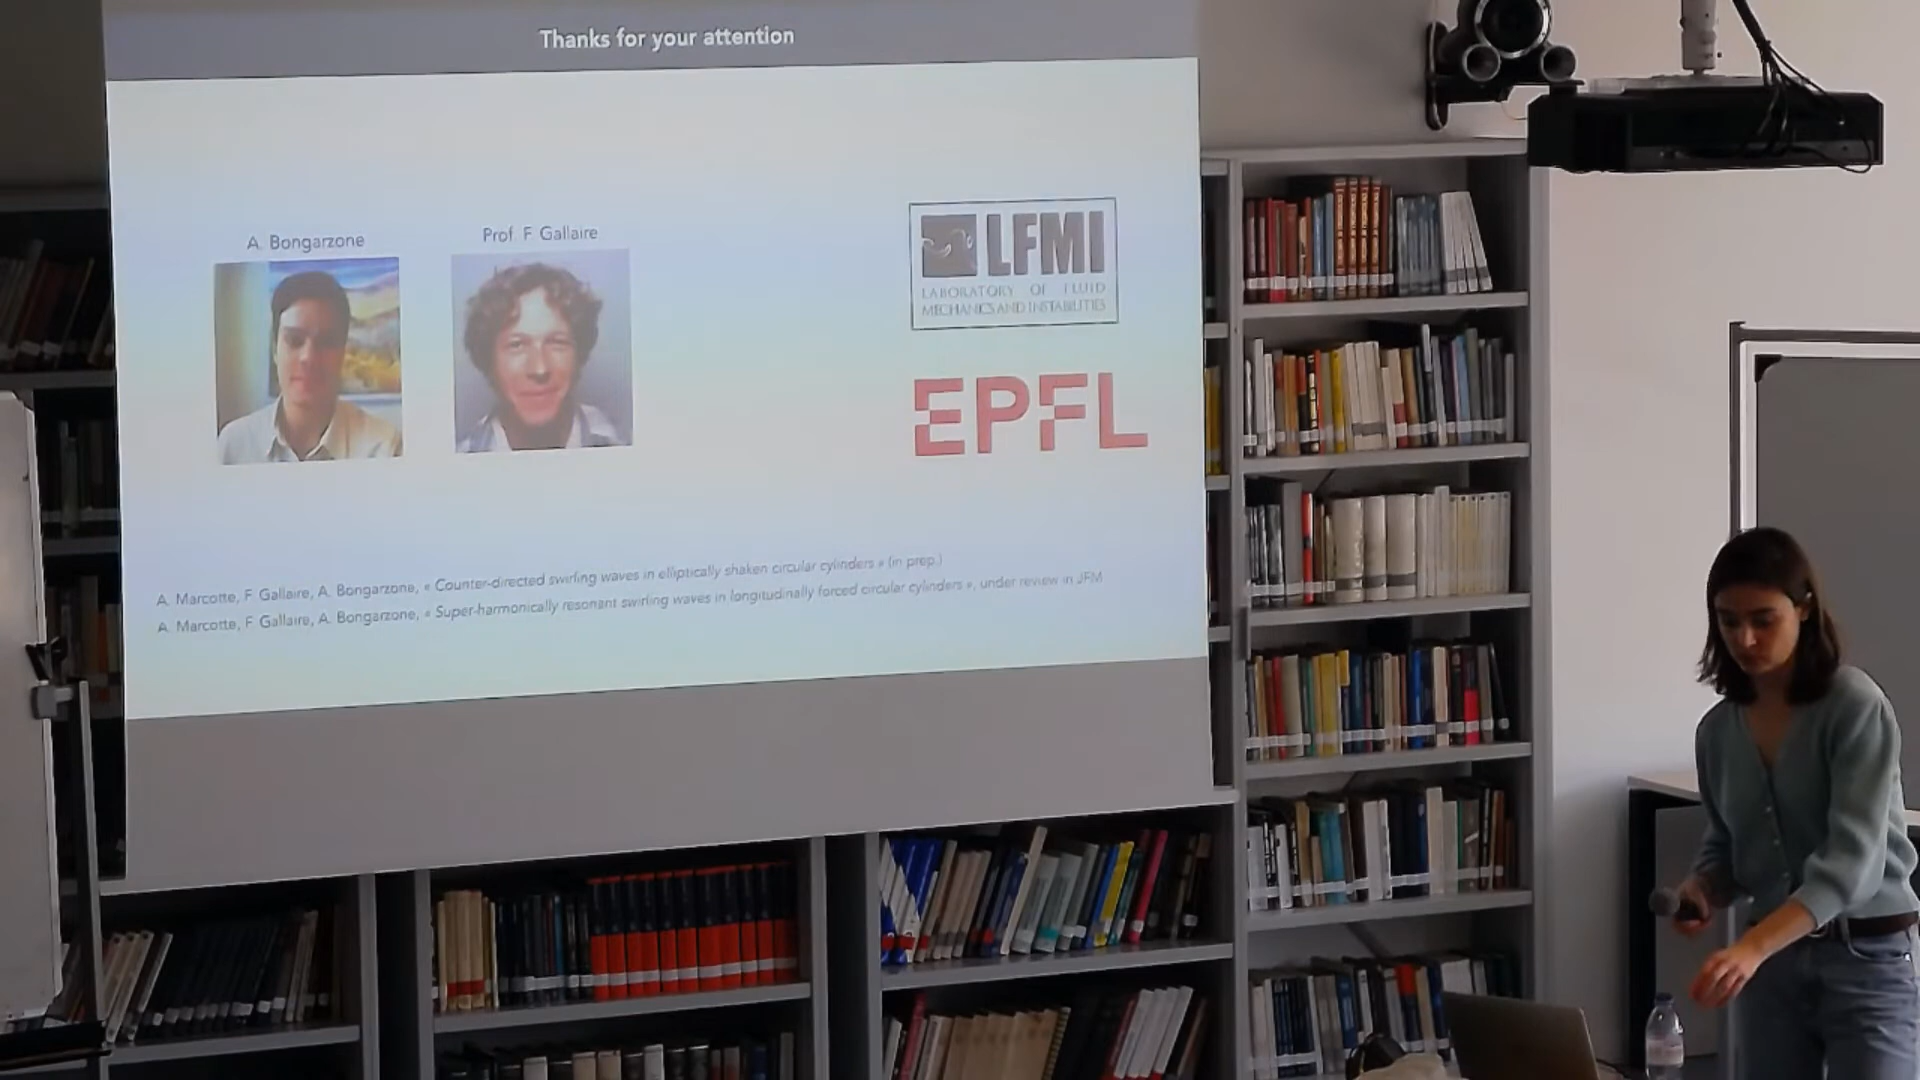 Thanks for your attention
A. Bongarzone
Prof. F. Gallaire
LFMI
LABORATORY OF FLUID
MECHANICS AND INSTABILITIES
EPFL
A. Marcotte, F. Gallaire, A. Bongarzone, « Counter-directed swirling waves in elliptically shaken circular cylinders » (in prep.)
A. Marcotte, F. Gallaire, A. Bongarzone, « Super-harmonically resonant swirling waves in longitudinally forced circular cylinders », under review in JFM